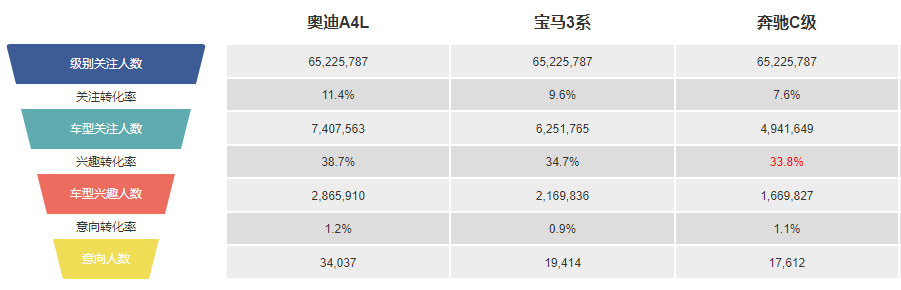 奥迪A4L 宝马3系 奔驰C级
级别关注人数 65,225,787 65,225,787 65,225,787
关注转化率 11.4% 9.6% 7.6%
车型关注人数 7,407,563 6,251,765 4,941,649
兴趣转化率 38.7% 34.7% 33.8%
车型兴趣人数 2,865,910 2,169,836 1,669,827
意向转化率 1.2% 0.9% 1.1%
意向人数 34,037 19,414 17,612